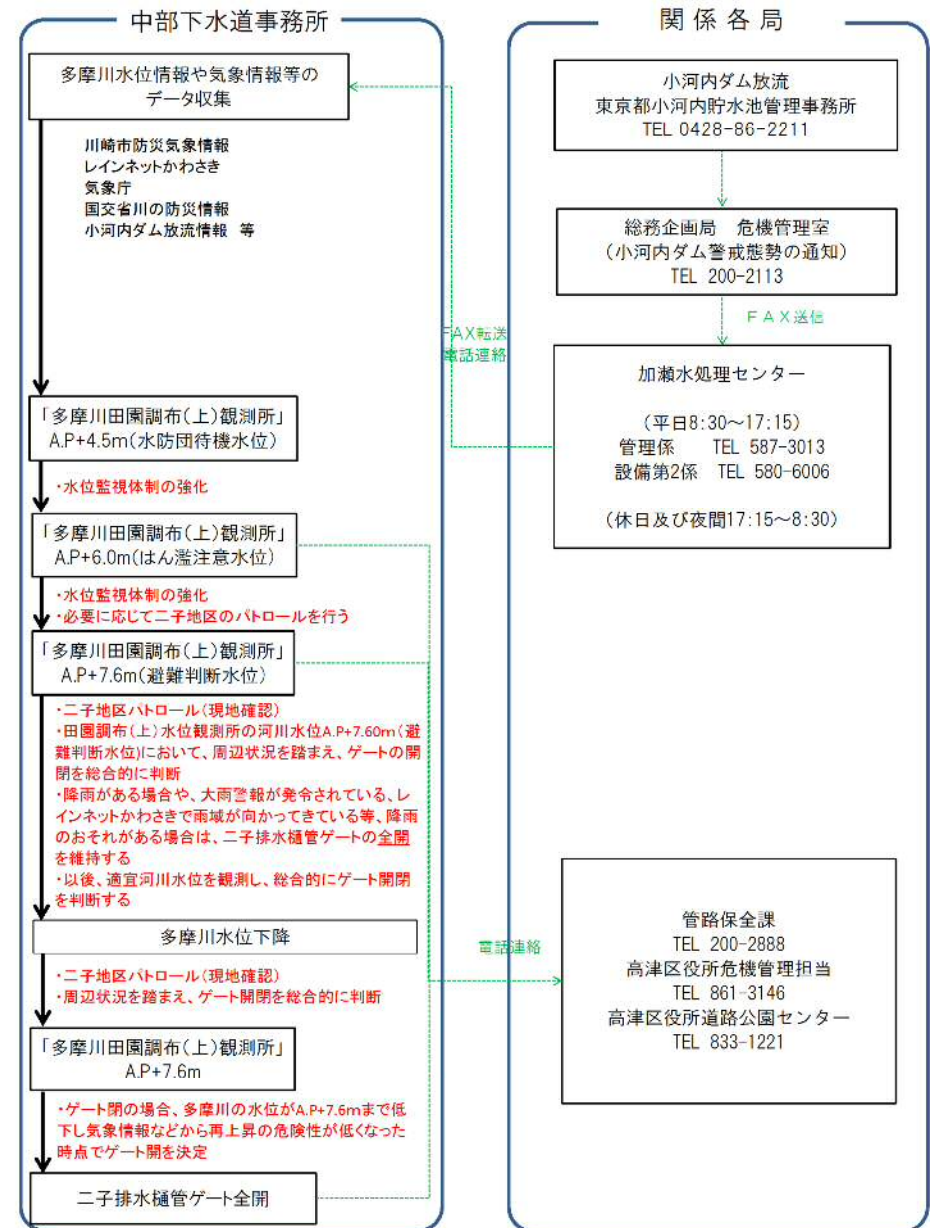 中部下水道事務所
多摩川水位情報や気象情報等の
データ収集
川崎市防災気象情報
レインネットかわさき
気象庁
国交省川の防災情報
小河内ダム放流情報 等
「多摩川田園調布(上)観測所」
A.P+4.5m(水防団待機水位)
・水位監視体制の強化
「多摩川田園調布(上)観測所」
A.P+6.0m(はん濫注意水位)
・水位監視体制の強化
・必要に応じて二子地区のパトロールを行う
「多摩川田園調布(上)観測所」
A.P+7.6m(避難判断水位)
・二子地区パトロール(現地確認)
・田園調布(上)水位観測所の河川水位A.P+7.60m(避
難判断水位)において、周辺状況を踏まえ、ゲートの開
閉を総合的に判断
・降雨がある場合や、大雨警報が発令されている、レ
インネットかわさきで雨域が向かってきている等、降雨
のおそれがある場合は、二子排水樋管ゲートの全開
を維持する
・以後、適宜河川水位を観測し、総合的にゲート開閉
を判断する
多摩川水位下降
・二子地区パトロール(現地確認)
・周辺状況を踏まえ、ゲート開閉を総合的に判断
「多摩川田園調布(上)観測所」
A.P+7.6m
・ゲート閉の場合、多摩川の水位がA.P+7.6mまで低
下し気象情報などから再上昇の危険性が低くなった
時点でゲート開を決定
二子排水樋管ゲート全開
FAX転送
電話連絡
電話連絡
関係各局
小河内ダム放流
東京都小河内貯水池管理事務所
TEL 0428-86-2211
総務企画局 危機管理室
(小河内ダム警戒態勢の通知)
TEL 200-2113
FAX送信
加瀬水処理センター
(平日8:30~17:15)
管理係 TEL 587-3013
設備第2係 TEL 580-6006
(休日及び夜間17:15~8:30)
管路保全課
TEL 200-2888
高津区役所危機管理担当
TEL 861-3146
高津区役所道路公園センター
TEL 833-1221